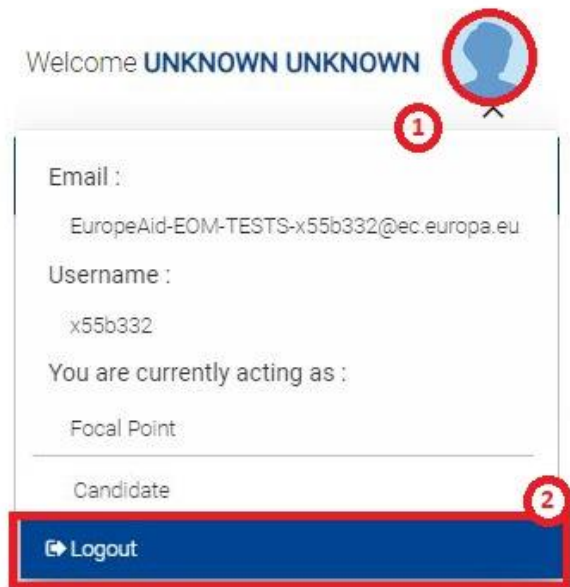 Welcome UNKNOWN UNKNOWN
1
Email :
EuropeAid-EOM-TESTS-x55b332@ec.europa.eu
Username :
x55b332
You are currently acting as :
Focal Point
Candidate
2
Logout